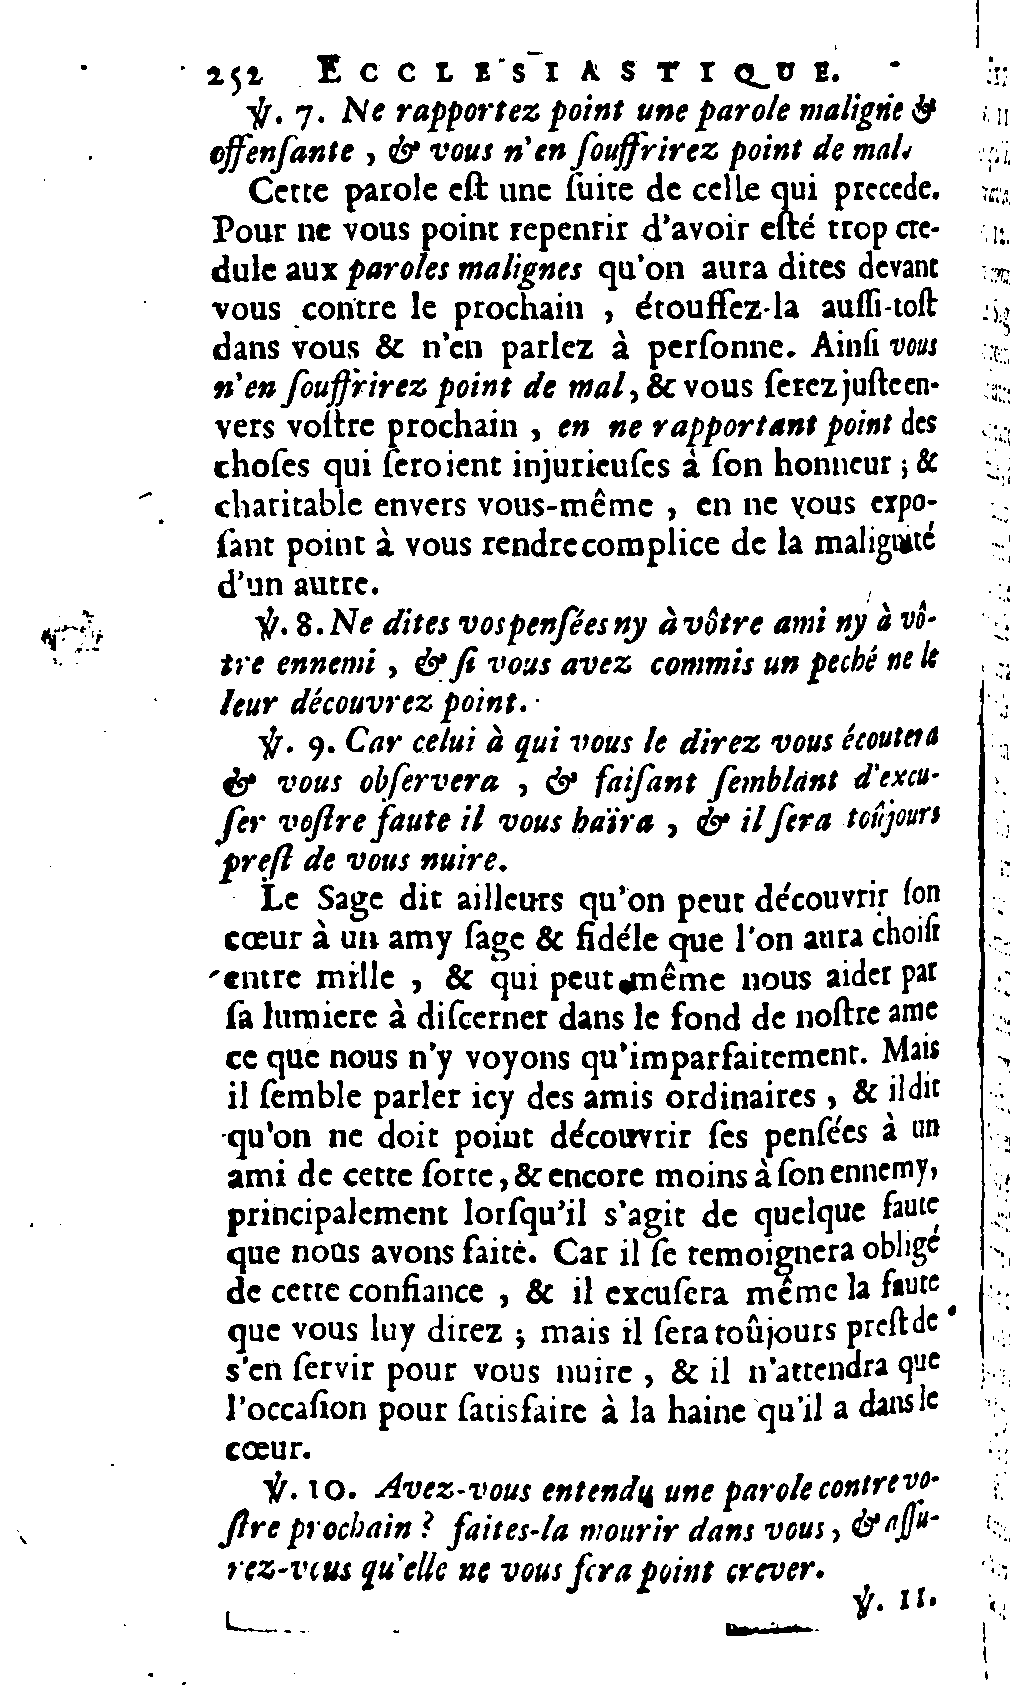 252 ECCLESIASTIQUE.
℣. 7. Ne rapportez point une parole maligne &
offenſante , & vous n'en ſouffrirez point de mal.
Cette parole eſt une ſuite de celle qui precede.
Pour ne vous point repentir d'avoir eſté trop cre-
dule aux paroles malignes qu'on aura dites devant
vous contre le prochain , étouffez-la auſſi-toſt
dans vous & n'en parlez à perſonne. Ainſi vous
n'en ſouffrirez point de mal, & vous ſerez juſte en-
vers voſtre prochain , en ne rapportant point des
choſes qui ſeroient injurieuſes à ſon honneur ; &
charitable envers vous-même , en ne vous expo-
ſant point à vous rendre complice de la malignité
d'un autre.
℣. 8. Ne dites vos penſées ny à vôtre ami ny à vô-
tre ennemi , & ſi vous avez commis un peché ne le
leur découvrez point.
℣. 9. Car celui à qui vous le direz vous écoutera
& vous obſervera , & faiſant ſemblant d'excu-
ſer voſtre faute il vous haïra , & il ſera toûjours
preſt de vous nuire.
Le Sage dit ailleurs qu'on peut découvrir ſon
cœur à un amy ſage & fidéle que l'on aura choiſi
entre mille , & qui peut même nous aider par
ſa lumiere à diſcerner dans le fond de noſtre ame
ce que nous n'y voyons qu'imparfaitement. Mais
il ſemble parler icy des amis ordinaires , & il dit
qu'on ne doit point découvrir ſes penſées à un
ami de cette ſorte, & encore moins à ſon ennemy,
principalement lorſqu'il s'agit de quelque faute
que nous avons faite. Car il ſe temoignera obligé
de cette confiance , & il excuſera même la faute
que vous luy direz ; mais il ſera toûjours preſt de
s'en ſervir pour vous nuire , & il n'attendra que
l'occaſion pour ſatisfaire à la haine qu'il a dans le
cœur.
℣. 10. Avez-vous entendu une parole contre vo-
ſtre prochain ? faites-la mourir dans vous, & aſſu-
rez-vous qu'elle ne vous fera point crever.
℣. 11.